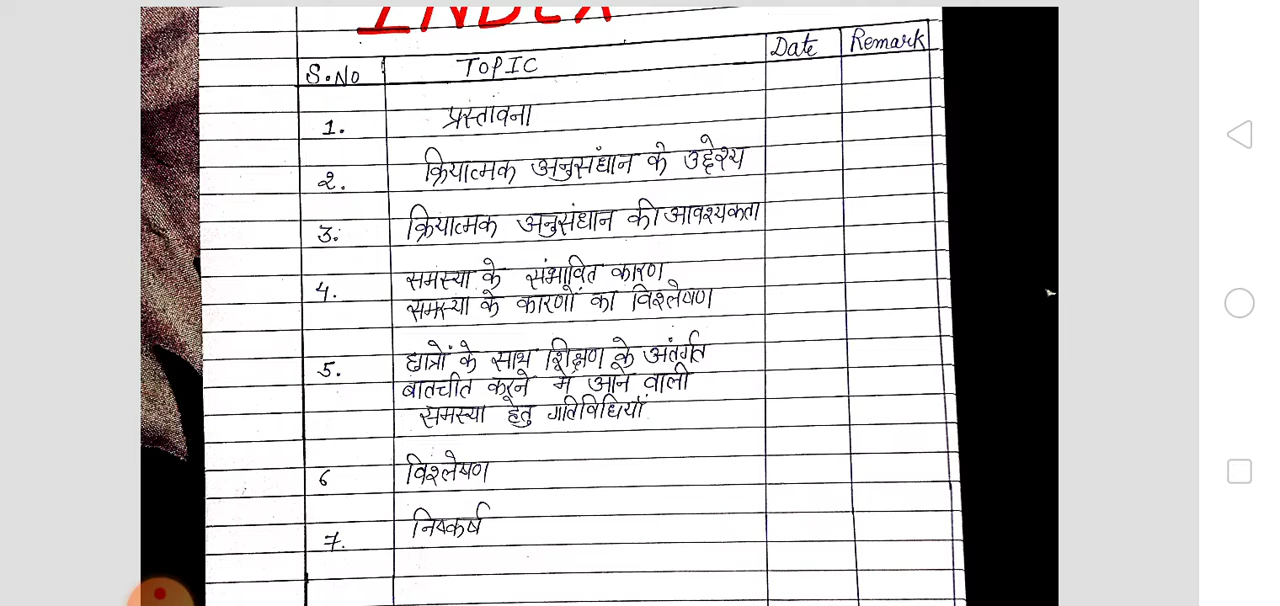 INDEX
S.No TOPIC Date Remark
1. प्रस्तावना
2. क्रियात्मक अनुसंधान के उद्देश्य
3. क्रियात्मक अनुसंधान की आवश्यकता
4. समस्या के संभावित कारण
समस्या के कारणों का विश्लेषण
5. छात्रों के साथ शिक्षण के अंतर्गत
बातचीत करने में आने वाली
समस्या हेतु गतिविधियाँ
6 विश्लेषण
7. निष्कर्ष